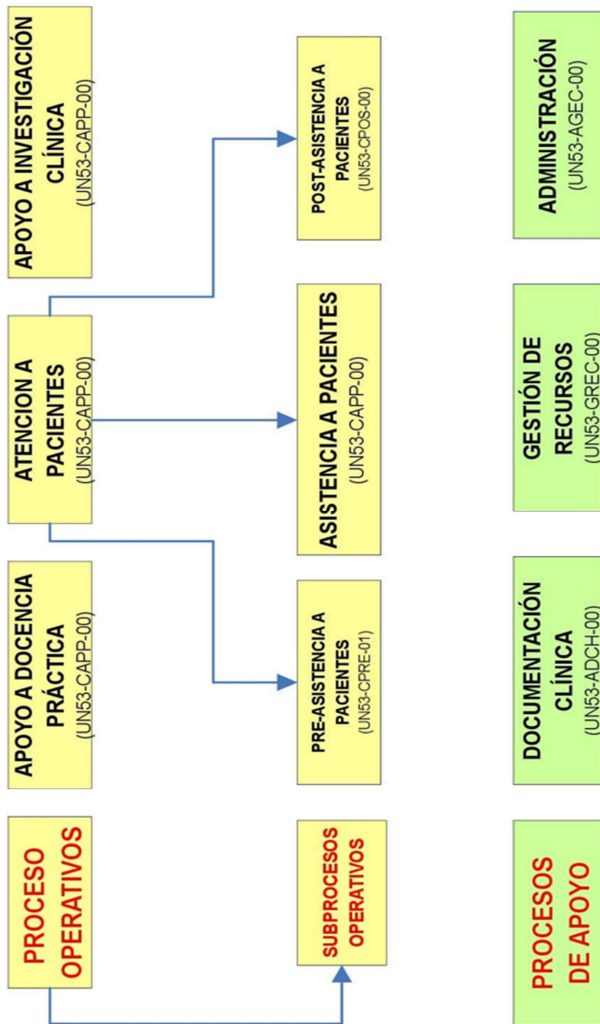 PROCESO
OPERATIVOS
APOYO A DOCENCIA
PRÁCTICA
(UN53-CAPP-00)
ATENCION A
PACIENTES
(UN53-CAPP-00)
APOYO A INVESTIGACIÓN
CLÍNICA
(UN53-CAPP-00)
SUBPROCESOS
OPERATIVOS
PRE-ASISTENCIA A
PACIENTES
(UN53-CPRE-01)
ASISTENCIA A PACIENTES
(UN53-CAPP-00)
POST-ASISTENCIA A
PACIENTES
(UN53-CPOS-00)
PROCESOS
DE APOYO
DOCUMENTACIÓN
CLÍNICA
(UN53-ADCH-00)
GESTIÓN DE
RECURSOS
(UN53-GREC-00)
ADMINISTRACIÓN
(UN53-AGEC-00)